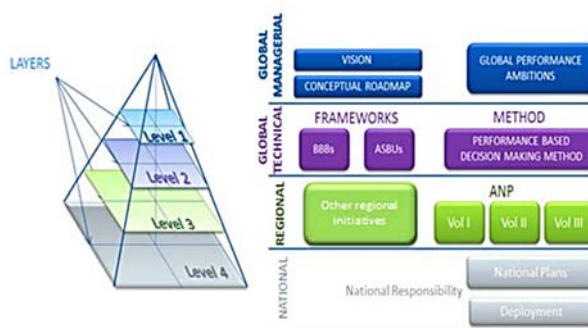 LAYERS
Level 1
Level 2
Level 3
Level 4
GLOBAL
MANAGERIAL
VISION
CONCEPTUAL ROADMAP
GLOBAL PERFORMANCE
AMBITIONS
GLOBAL
TECHNICAL
FRAMEWORKS
BBBs
ASBUs
METHOD
PERFORMANCE BASED
DECISION MAKING METHOD
REGIONAL
Other regional
initiatives
ANP
Vol I
Vol II
Vol III
NATIONAL
National Responsibility
National Plans
Deployment